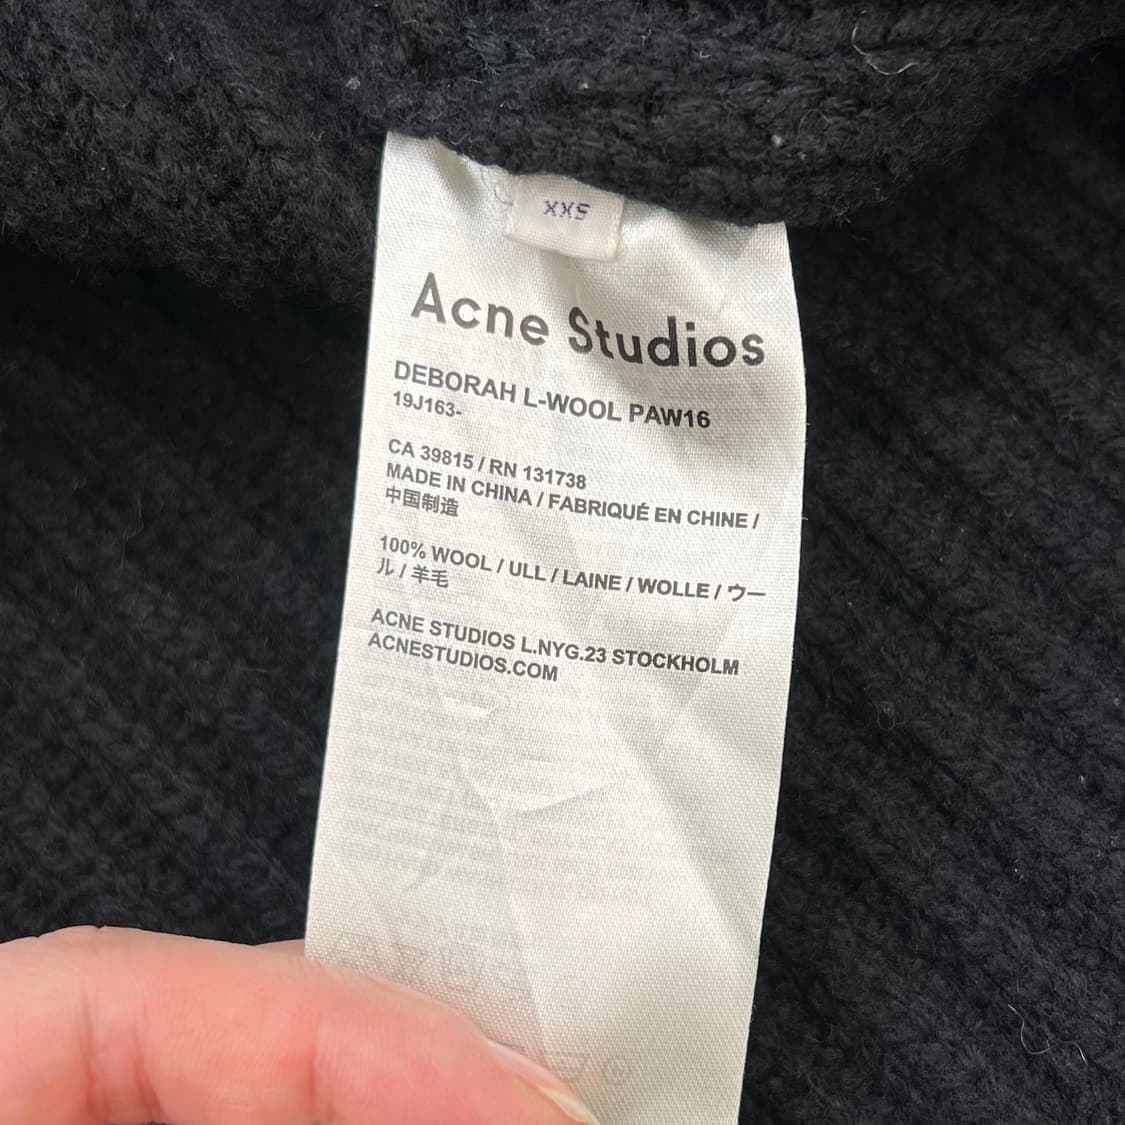 XXS
Acne Studios
DEBORAH L-WOOL PAW16
19J163-
CA 39815 / RN 131738
MADE IN CHINA / FABRIQUÉ EN CHINE /
中国制造
100% WOOL / ULL / LAINE / WOLLE / ウー
ル / 羊毛
ACNE STUDIOS L.NYG.23 STOCKHOLM
ACNESTUDIOS.COM